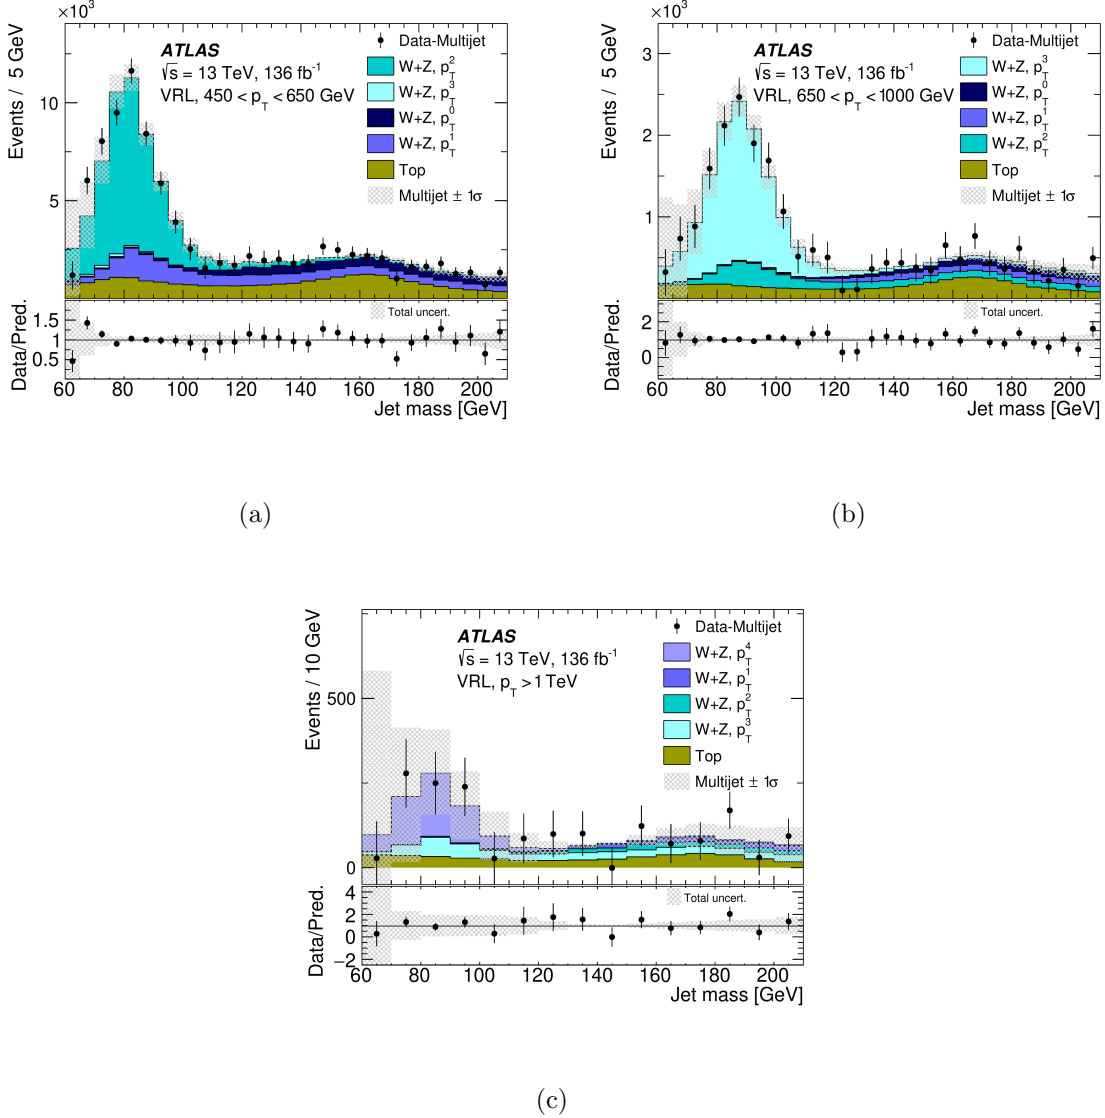 ×10³
Events / 5 GeV
10
5
ATLAS
√s = 13 TeV, 136 fb⁻¹
VRL, 450 < p_T < 650 GeV
Data-Multijet
W+Z, p_T^2
W+Z, p_T^3
W+Z, p_T^0
W+Z, p_T^1
Top
Multijet ± 1σ
Data/Pred.
1.5
1
0.5
Total uncert.
60 80 100 120 140 160 180 200
Jet mass [GeV]
(a)
×10³
Events / 5 GeV
3
2
1
0
ATLAS
√s = 13 TeV, 136 fb⁻¹
VRL, 650 < p_T < 1000 GeV
Data-Multijet
W+Z, p_T^3
W+Z, p_T^0
W+Z, p_T^1
W+Z, p_T^2
Top
Multijet ± 1σ
Data/Pred.
2
0
Total uncert.
60 80 100 120 140 160 180 200
Jet mass [GeV]
(b)
Events / 10 GeV
500
0
ATLAS
√s = 13 TeV, 136 fb⁻¹
VRL, p_T > 1 TeV
Data-Multijet
W+Z, p_T^4
W+Z, p_T^1
W+Z, p_T^2
W+Z, p_T^3
Top
Multijet ± 1σ
Data/Pred.
4
2
0
−2
Total uncert.
60 80 100 120 140 160 180 200
Jet mass [GeV]
(c)